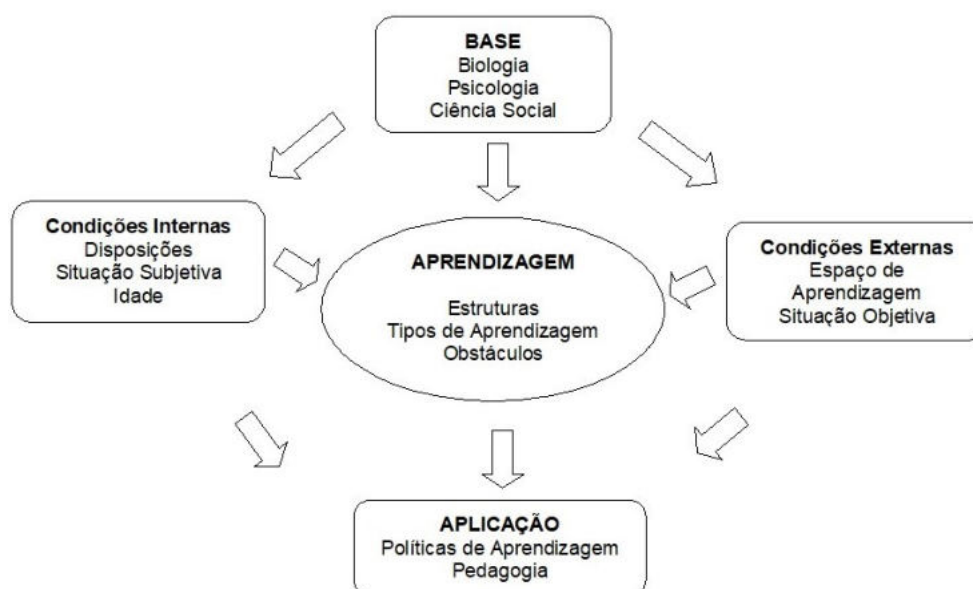 BASE
Biologia
Psicologia
Ciência Social
Condições Internas
Disposições
Situação Subjetiva
Idade
APRENDIZAGEM
Estruturas
Tipos de Aprendizagem
Obstáculos
Condições Externas
Espaço de
Aprendizagem
Situação Objetiva
APLICAÇÃO
Políticas de Aprendizagem
Pedagogia